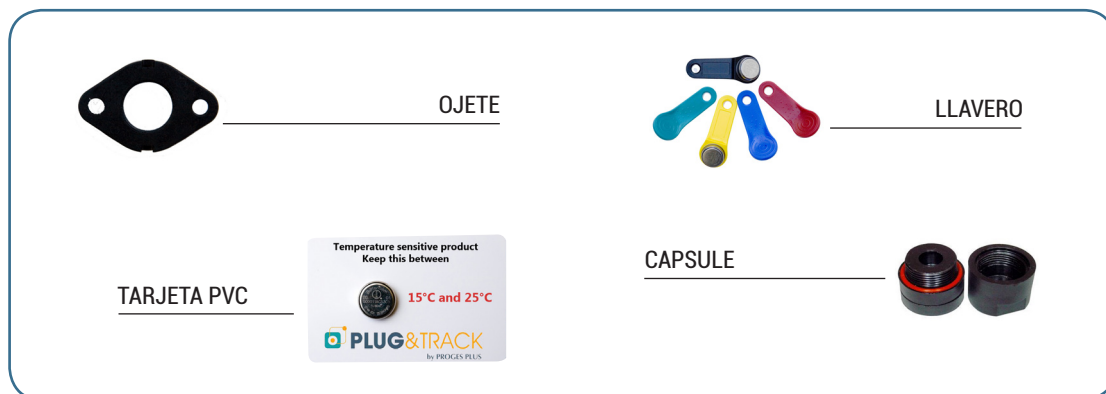 OJETE
LLAVERO
Temperature sensitive product
Keep this between
15°C and 25°C
PLUG&TRACK
by PROGES PLUS
TARJETA PVC
CAPSULE